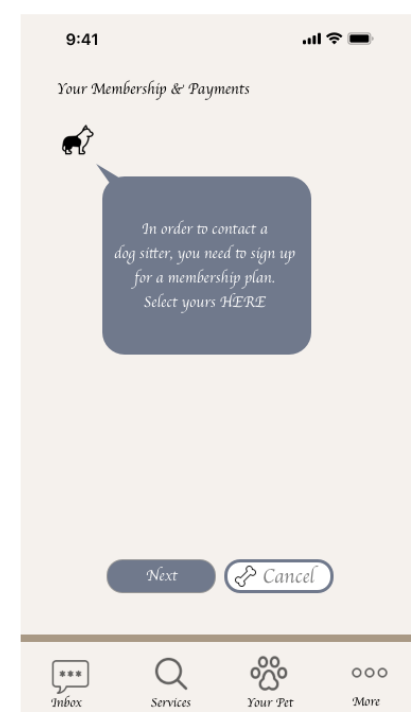 9:41
Your Membership & Payments
In order to contact a
dog sitter, you need to sign up
for a membership plan.
Select yours HERE
Next
Cancel
***
Inbox
Services
Your Pet
More